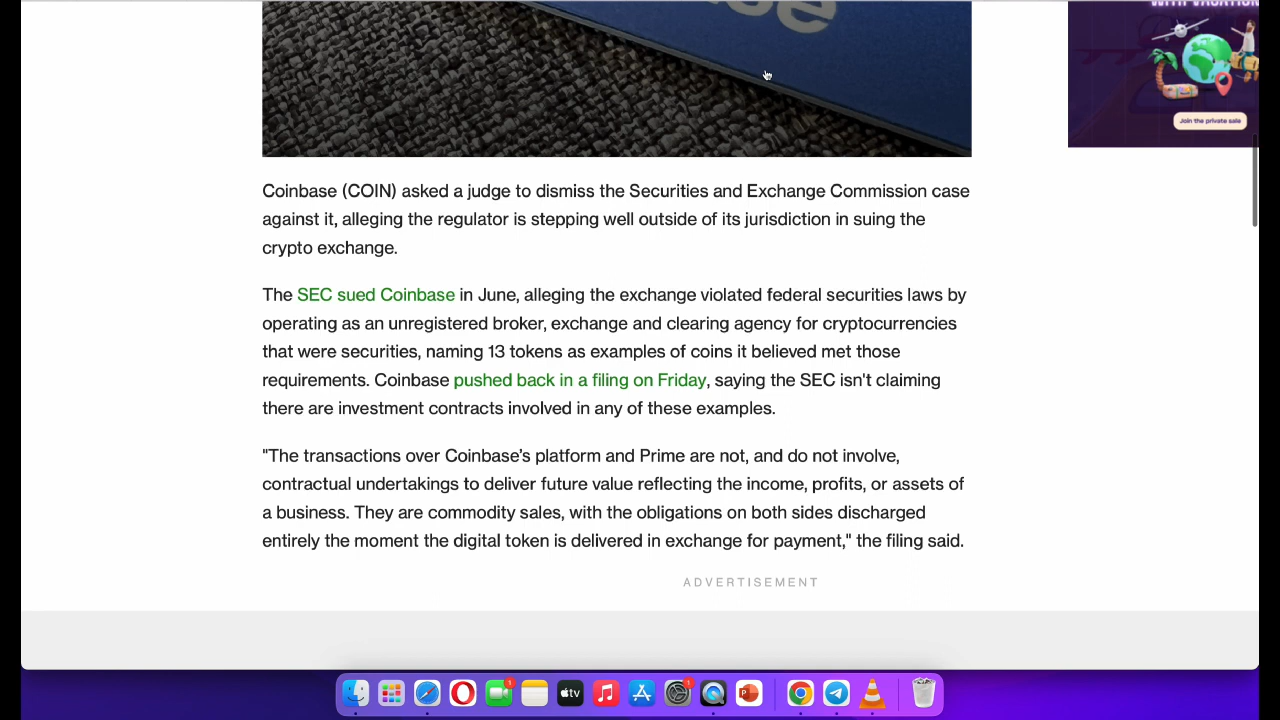 Join the private sale
Coinbase (COIN) asked a judge to dismiss the Securities and Exchange Commission case
against it, alleging the regulator is stepping well outside of its jurisdiction in suing the
crypto exchange.
The SEC sued Coinbase in June, alleging the exchange violated federal securities laws by
operating as an unregistered broker, exchange and clearing agency for cryptocurrencies
that were securities, naming 13 tokens as examples of coins it believed met those
requirements. Coinbase pushed back in a filing on Friday, saying the SEC isn't claiming
there are investment contracts involved in any of these examples.
"The transactions over Coinbase’s platform and Prime are not, and do not involve,
contractual undertakings to deliver future value reflecting the income, profits, or assets of
a business. They are commodity sales, with the obligations on both sides discharged
entirely the moment the digital token is delivered in exchange for payment," the filing said.
ADVERTISEMENT
1
tv
1
P